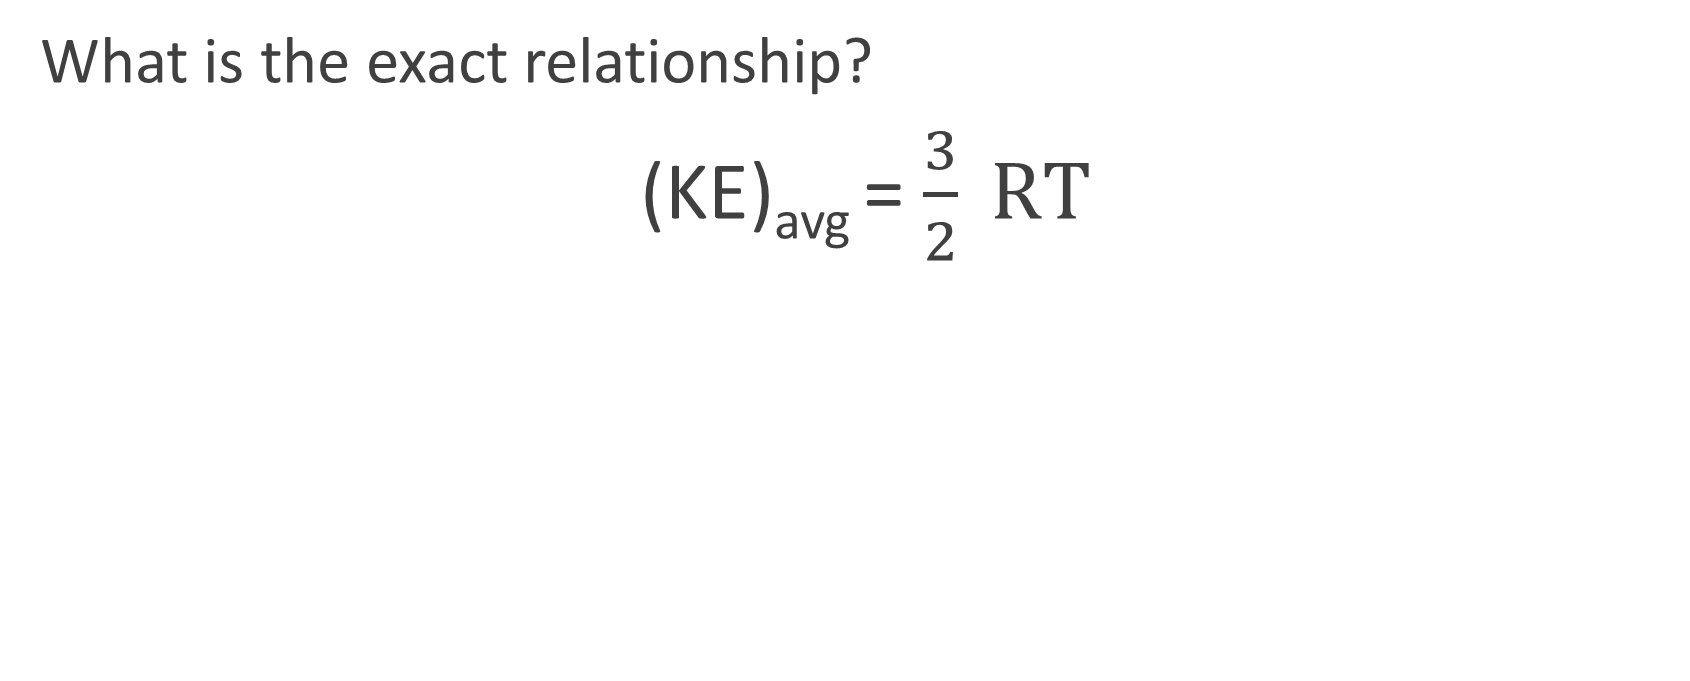 What is the exact relationship?
(KE)avg = 3/2 RT